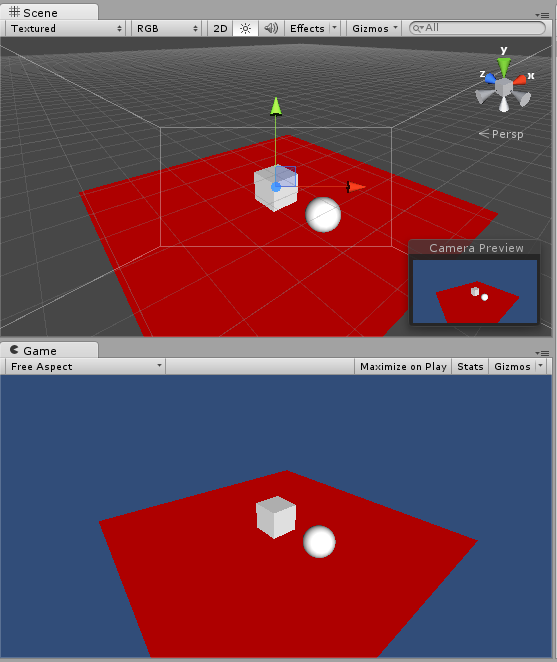 Scene
Textured RGB 2D Effects Gizmos All
y
z x
Persp
Camera Preview
Game
Free Aspect Maximize on Play Stats Gizmos